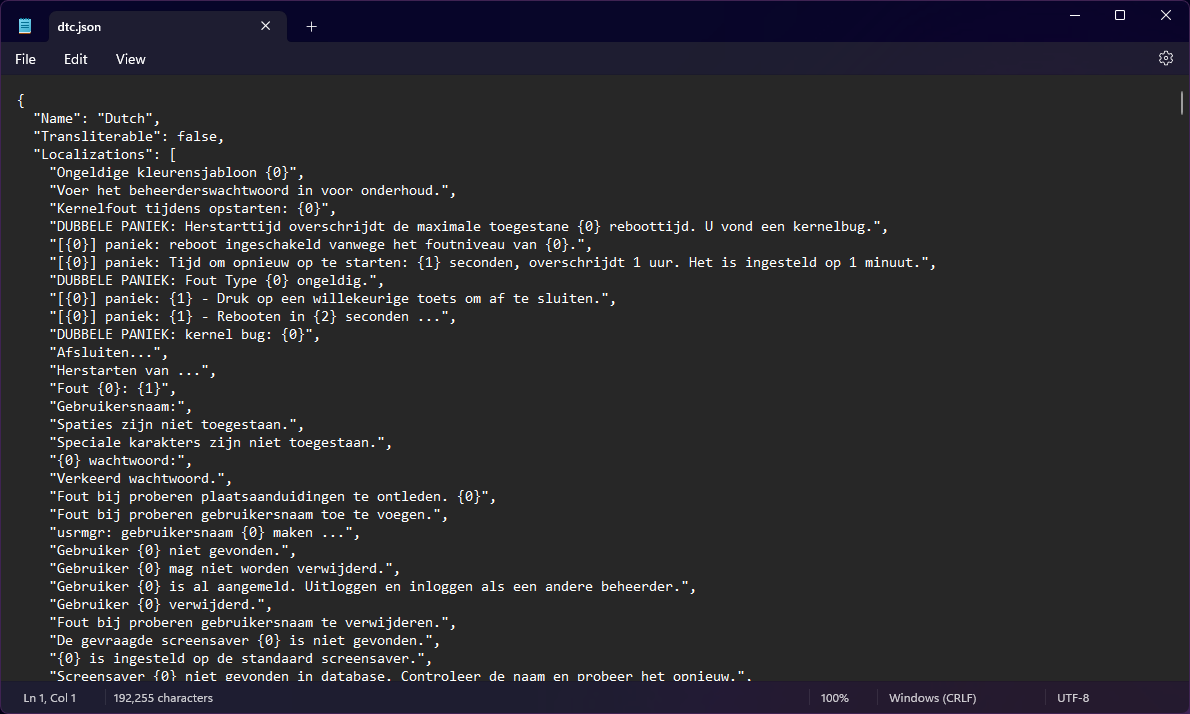 dtc.json
File Edit View
{
"Name": "Dutch",
"Transliterable": false,
"Localizations": [
"Ongeldige kleurensjabloon {0}",
"Voer het beheerderswachtwoord in voor onderhoud.",
"Kernelfout tijdens opstarten: {0}",
"DUBBELE PANIEK: Herstarttijd overschrijdt de maximale toegestane {0} reboottijd. U vond een kernelbug.",
"[{0}] paniek: reboot ingeschakeld vanwege het foutniveau van {0}.",
"[{0}] paniek: Tijd om opnieuw op te starten: {1} seconden, overschrijdt 1 uur. Het is ingesteld op 1 minuut.",
"DUBBELE PANIEK: Fout Type {0} ongeldig.",
"[{0}] paniek: {1} - Druk op een willekeurige toets om af te sluiten.",
"[{0}] paniek: {1} - Rebooten in {2} seconden ...",
"DUBBELE PANIEK: kernel bug: {0}",
"Afsluiten...",
"Herstarten van ...",
"Fout {0}: {1}",
"Gebruikersnaam:",
"Spaties zijn niet toegestaan.",
"Speciale karakters zijn niet toegestaan.",
"{0} wachtwoord:",
"Verkeerd wachtwoord.",
"Fout bij proberen plaatsaanduidingen te ontleden. {0}",
"Fout bij proberen gebruikersnaam toe te voegen.",
"usrmgr: gebruikersnaam {0} maken ...",
"Gebruiker {0} niet gevonden.",
"Gebruiker {0} mag niet worden verwijderd.",
"Gebruiker {0} is al aangemeld. Uitloggen en inloggen als een andere beheerder.",
"Gebruiker {0} verwijderd.",
"Fout bij proberen gebruikersnaam te verwijderen.",
"De gevraagde screensaver {0} is niet gevonden.",
"{0} is ingesteld op de standaard screensaver.",
"Screensaver {0} niet gevonden in database. Controleer de naam en probeer het opnieuw.",
Ln 1, Col 1 192,255 characters 100% Windows (CRLF) UTF-8